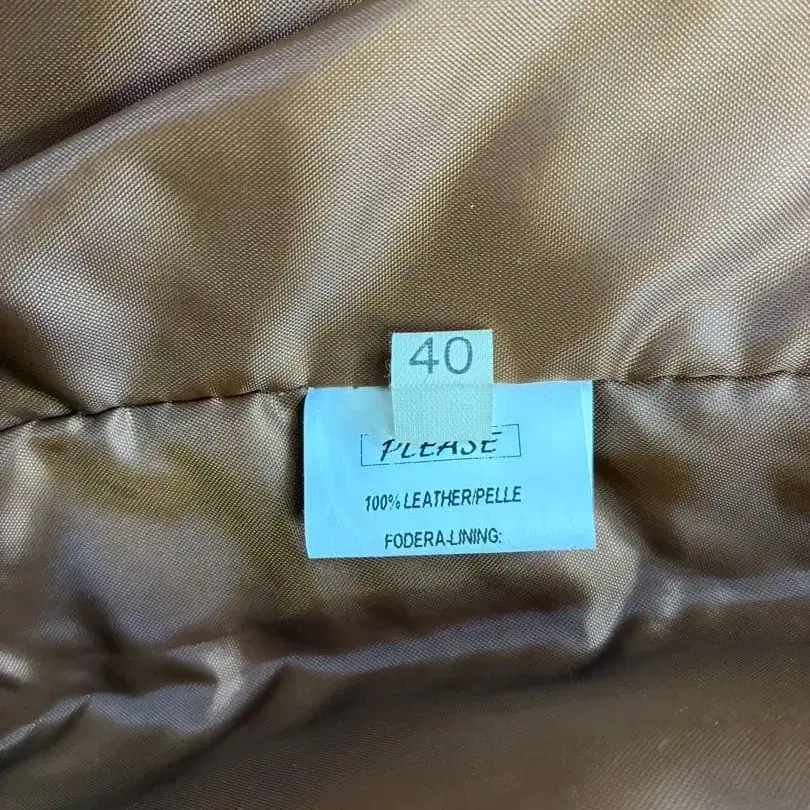 40
PLEASE
100% LEATHER/PELLE
FODERA-LINING: